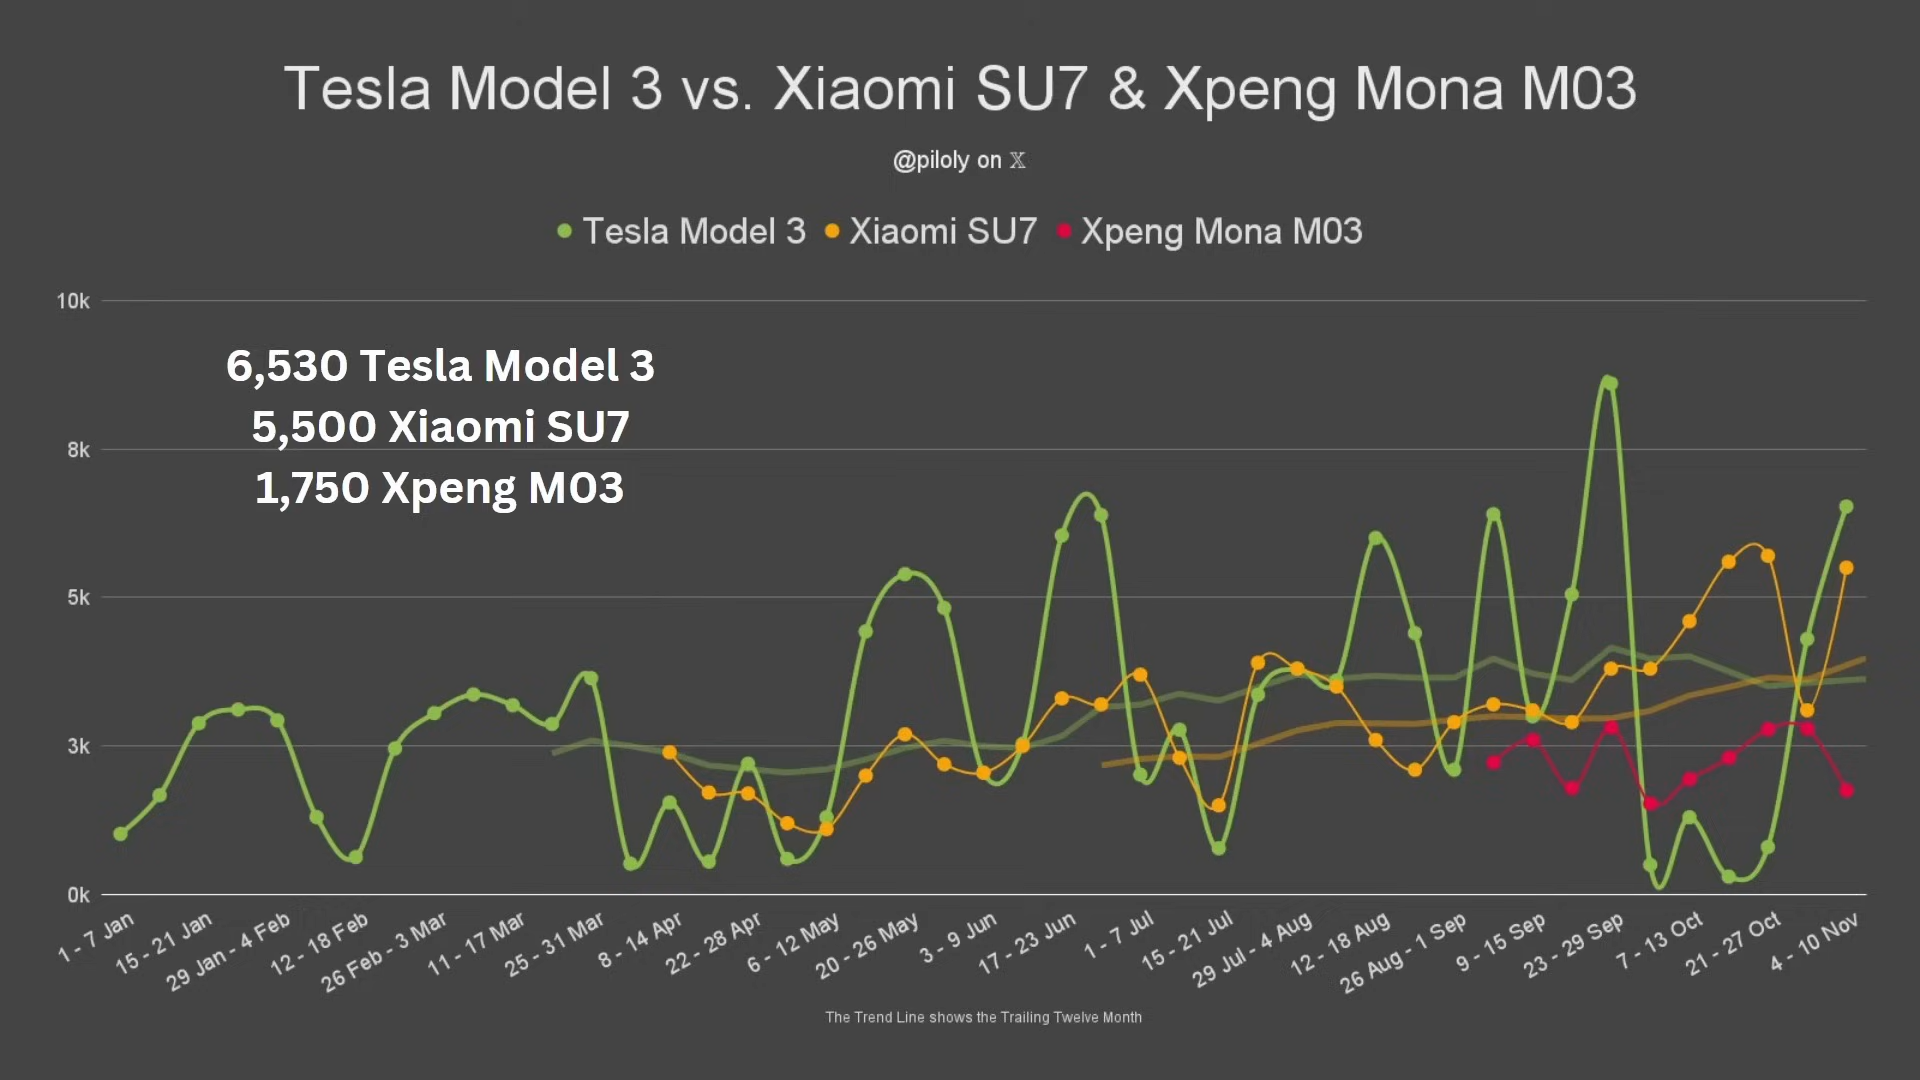 Tesla Model 3 vs. Xiaomi SU7 & Xpeng Mona M03
@piloly on 𝕏
Tesla Model 3 Xiaomi SU7 Xpeng Mona M03
10k
6,530 Tesla Model 3
5,500 Xiaomi SU7
8k
1,750 Xpeng M03
5k
3k
0k
1 - 7 Jan
15 - 21 Jan
29 Jan - 4 Feb
12 - 18 Feb
26 Feb - 3 Mar
11 - 17 Mar
25 - 31 Mar
8 - 14 Apr
22 - 28 Apr
6 - 12 May
20 - 26 May
3 - 9 Jun
17 - 23 Jun
1 - 7 Jul
15 - 21 Jul
29 Jul - 4 Aug
12 - 18 Aug
26 Aug - 1 Sep
9 - 15 Sep
23 - 29 Sep
7 - 13 Oct
21 - 27 Oct
4 - 10 Nov
The Trend Line shows the Trailing Twelve Month